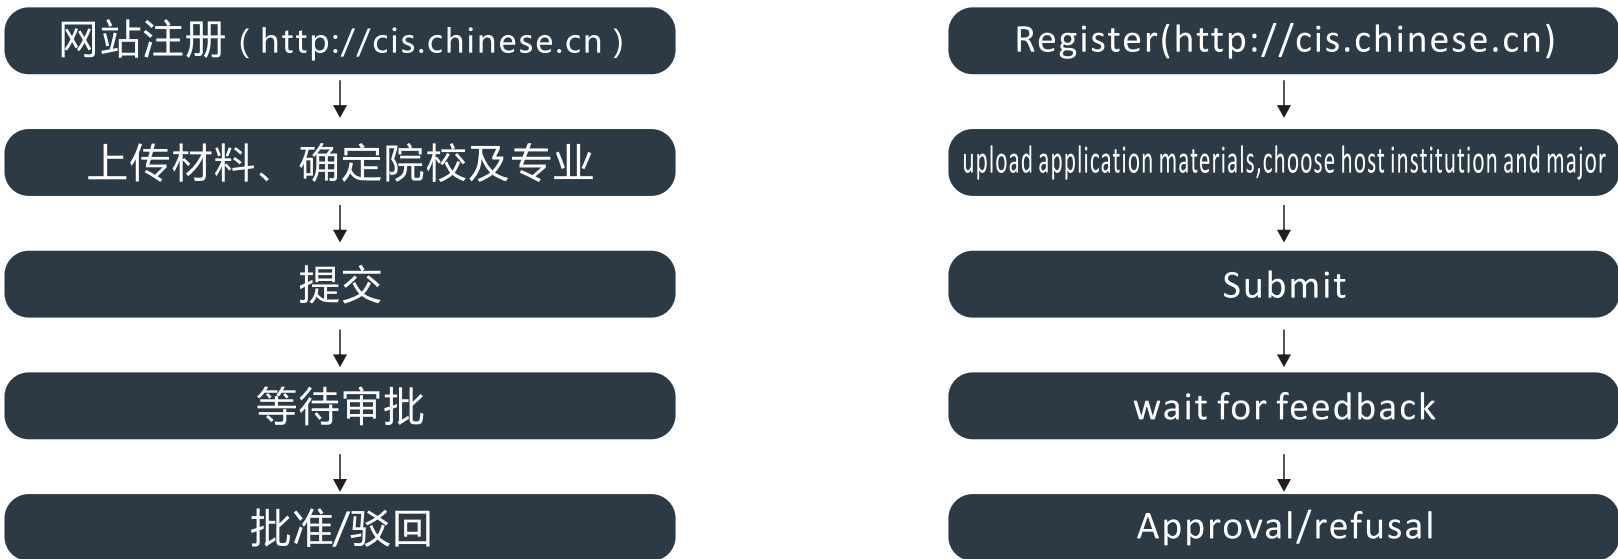 网站注册（http://cis.chinese.cn）
上传材料、确定院校及专业
提交
等待审批
批准/驳回
Register(http://cis.chinese.cn)
upload application materials,choose host institution and major
Submit
wait for feedback
Approval/refusal